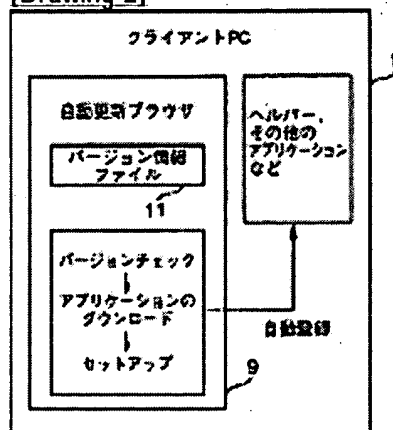 [Drawing 2]
クライアントPC
自動更新ブラウザ
バージョン情報
ファイル
11
ヘルパー,
その他の
アプリケーション
など
バージョンチェック
↓
アプリケーションの
ダウンロード
↓
セットアップ
自動登録
9